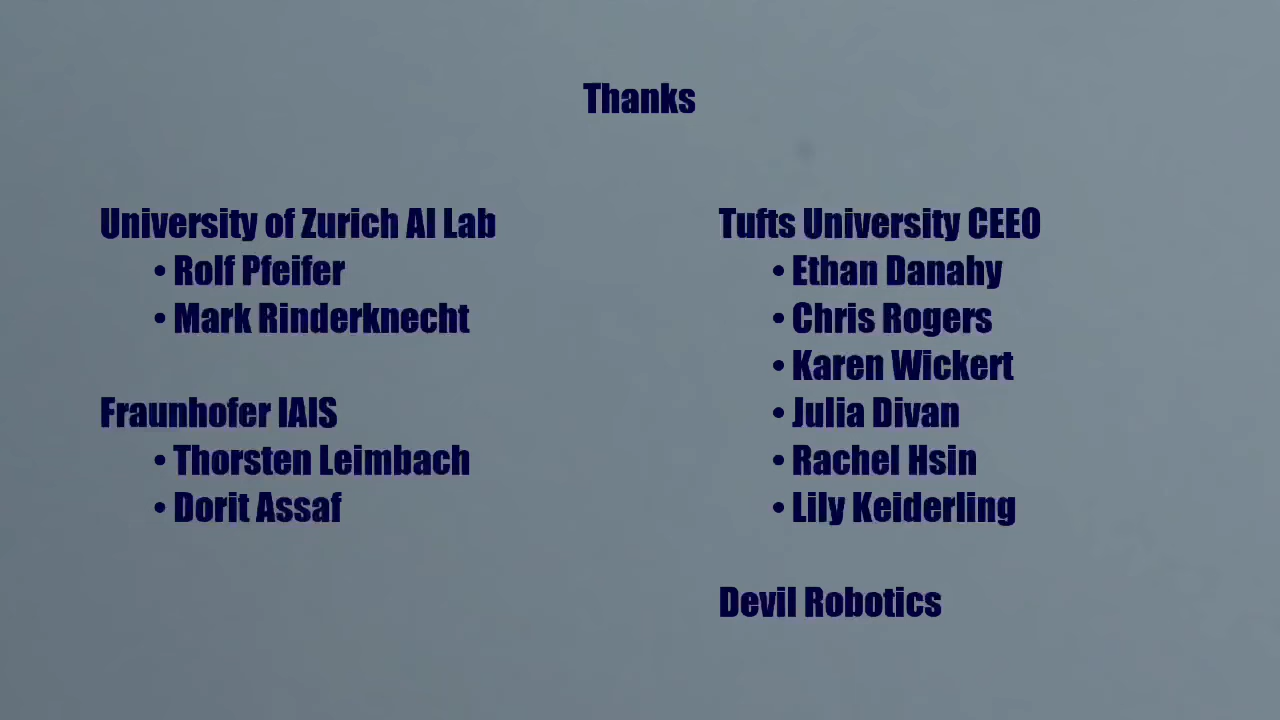 Thanks
University of Zurich AI Lab
• Rolf Pfeifer
• Mark Rinderknecht
Fraunhofer IAIS
• Thorsten Leimbach
• Dorit Assaf
Tufts University CEEO
• Ethan Danahy
• Chris Rogers
• Karen Wickert
• Julia Divan
• Rachel Hsin
• Lily Keiderling
Devil Robotics